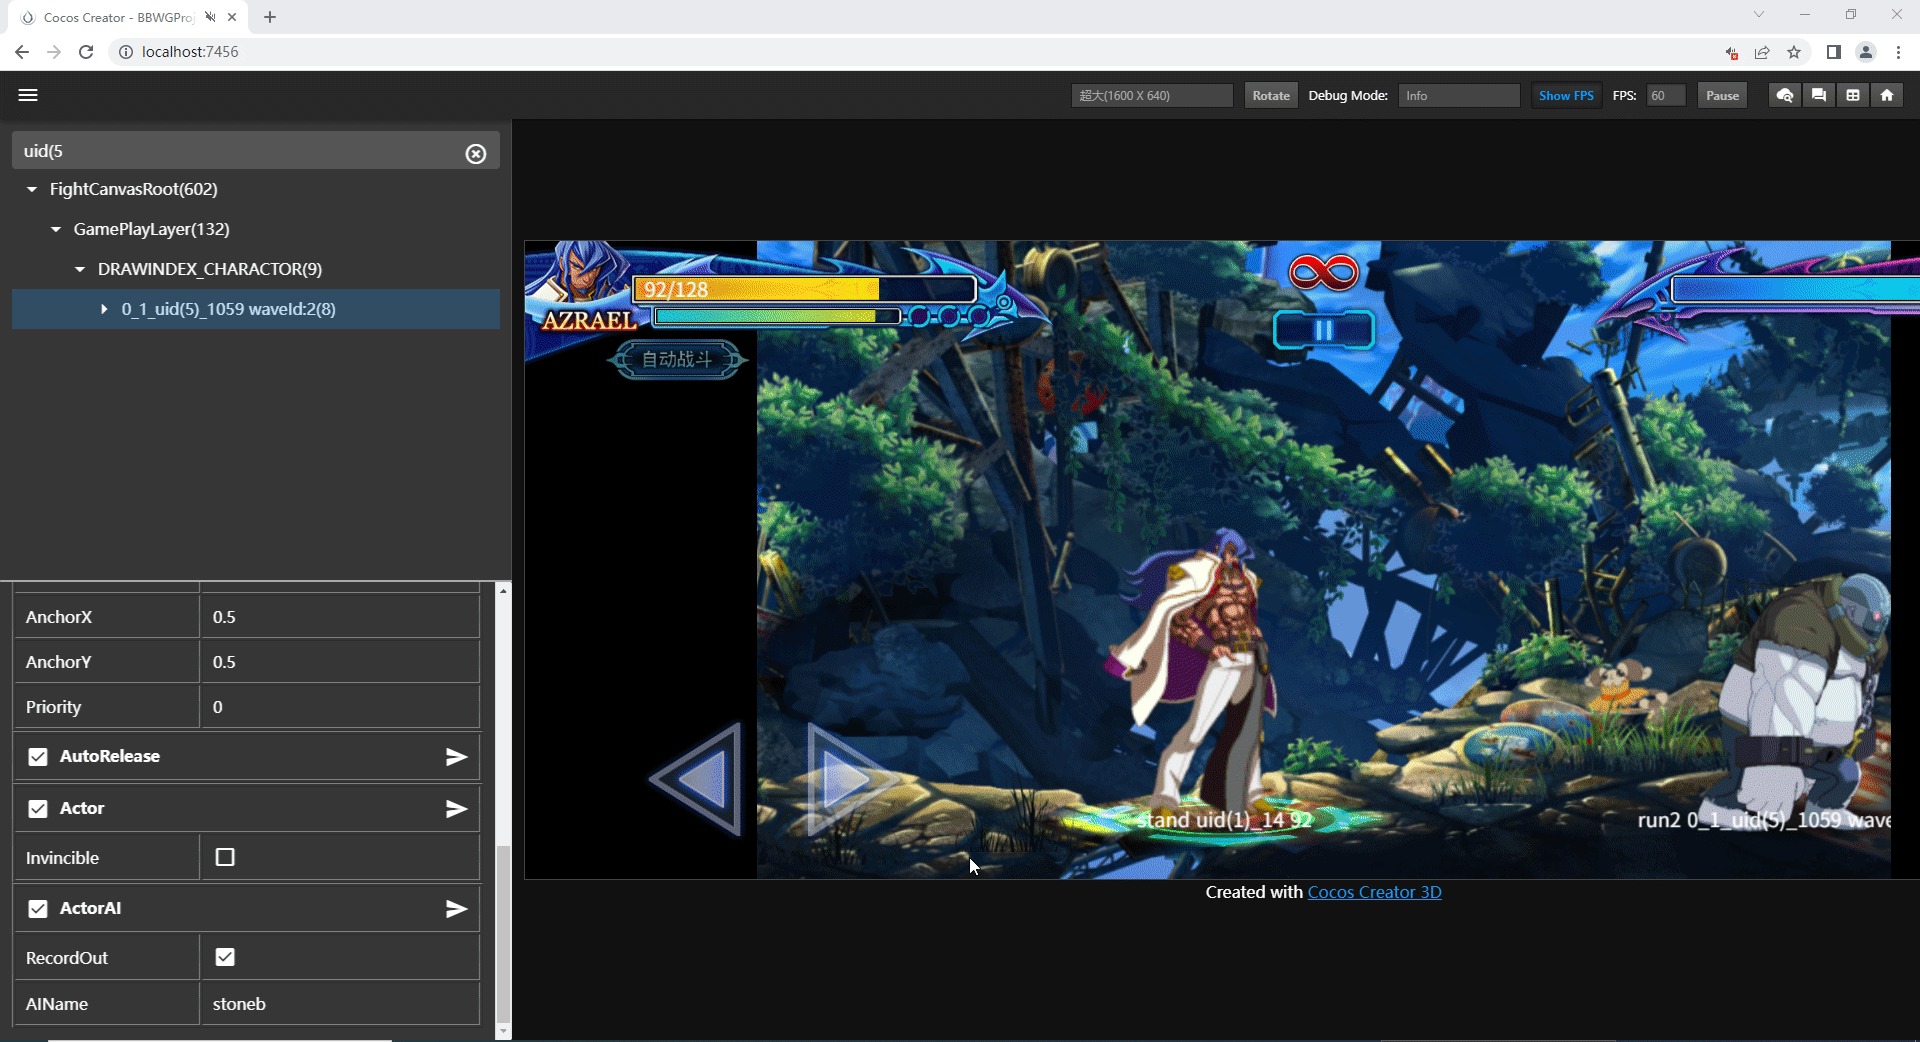 Cocos Creator - BBWGPro
localhost:7456
超大(1600 X 640)
Rotate
Debug Mode:
Info
Show FPS
FPS:
60
Pause
uid(5
FightCanvasRoot(602)
GamePlayLayer(132)
DRAWINDEX_CHARACTOR(9)
0_1_uid(5)_1059 waveId:2(8)
AnchorX
0.5
AnchorY
0.5
Priority
0
AutoRelease
Actor
Invincible
ActorAI
RecordOut
AIName
stoneb
92/128
AZRAEL
自动战斗
stand uid(1)_14 92
run2 0_1_uid(5)_1059 wave
Created with Cocos Creator 3D